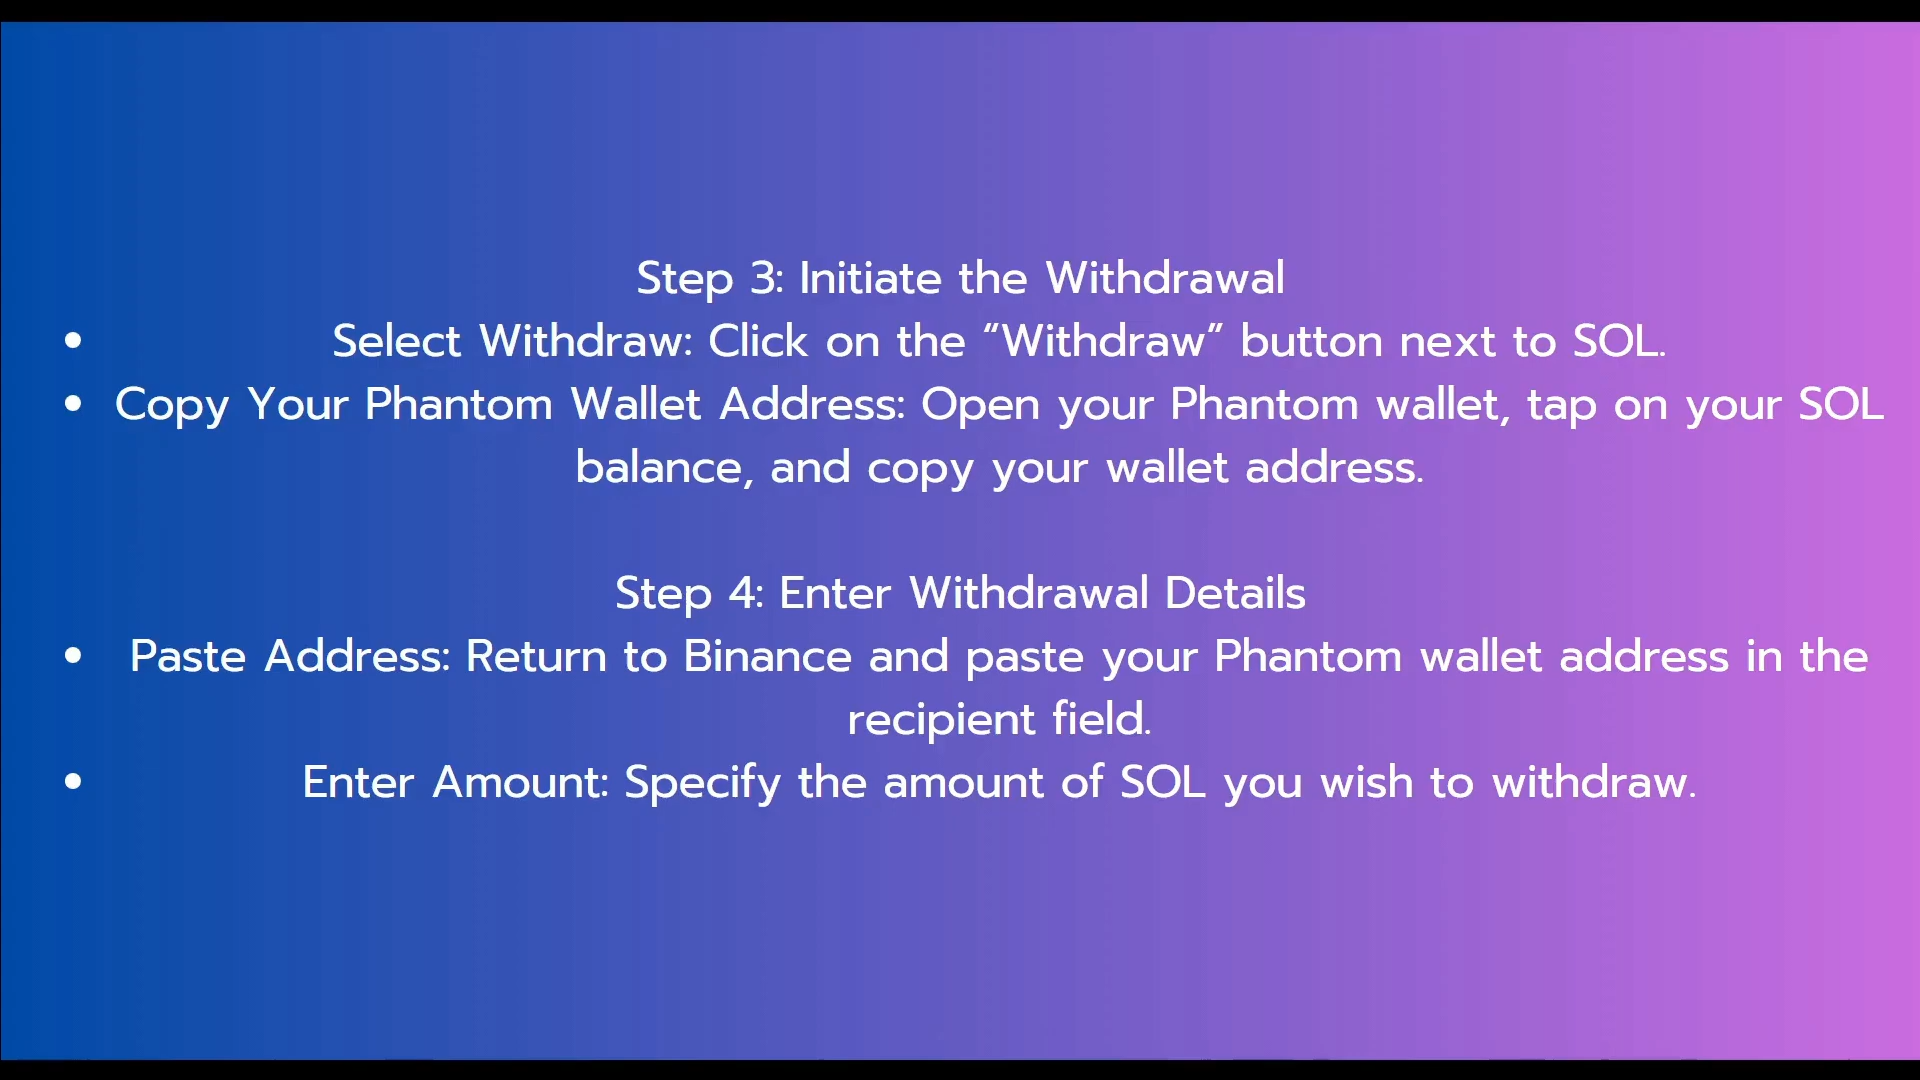 Step 3: Initiate the Withdrawal
• Select Withdraw: Click on the “Withdraw” button next to SOL.
• Copy Your Phantom Wallet Address: Open your Phantom wallet, tap on your SOL
balance, and copy your wallet address.
Step 4: Enter Withdrawal Details
• Paste Address: Return to Binance and paste your Phantom wallet address in the
recipient field.
• Enter Amount: Specify the amount of SOL you wish to withdraw.